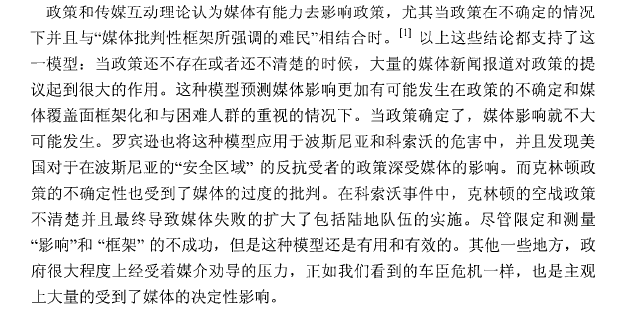 政策和传媒互动理论认为媒体有能力去影响政策，尤其当政策在不确定的情况
下并且与“媒体批判性框架所强调的难民”相结合时。[1] 以上这些结论都支持了这
一模型：当政策还不存在或者还不清楚的时候，大量的媒体新闻报道对政策的提
议起到很大的作用。这种模型预测媒体影响更加有可能发生在政策的不确定和媒
体覆盖面框架化和与困难人群的重视的情况下。当政策确定了，媒体影响就不大
可能发生。罗宾逊也将这种模型应用于波斯尼亚和科索沃的危害中，并且发现美
国对于在波斯尼亚的“安全区域” 的反抗受者的政策深受媒体的影响。而克林顿政
策的不确定性也受到了媒体的过度的批判。在科索沃事件中，克林顿的空战政策
不清楚并且最终导致媒体失败的扩大了包括陆地队伍的实施。尽管限定和测量
“影响”和 “框架” 的不成功，但是这种模型还是有用和有效的。其他一些地方，政
府很大程度上经受着媒介劝导的压力，正如我们看到的车臣危机一样，也是主观
上大量的受到了媒体的决定性影响。